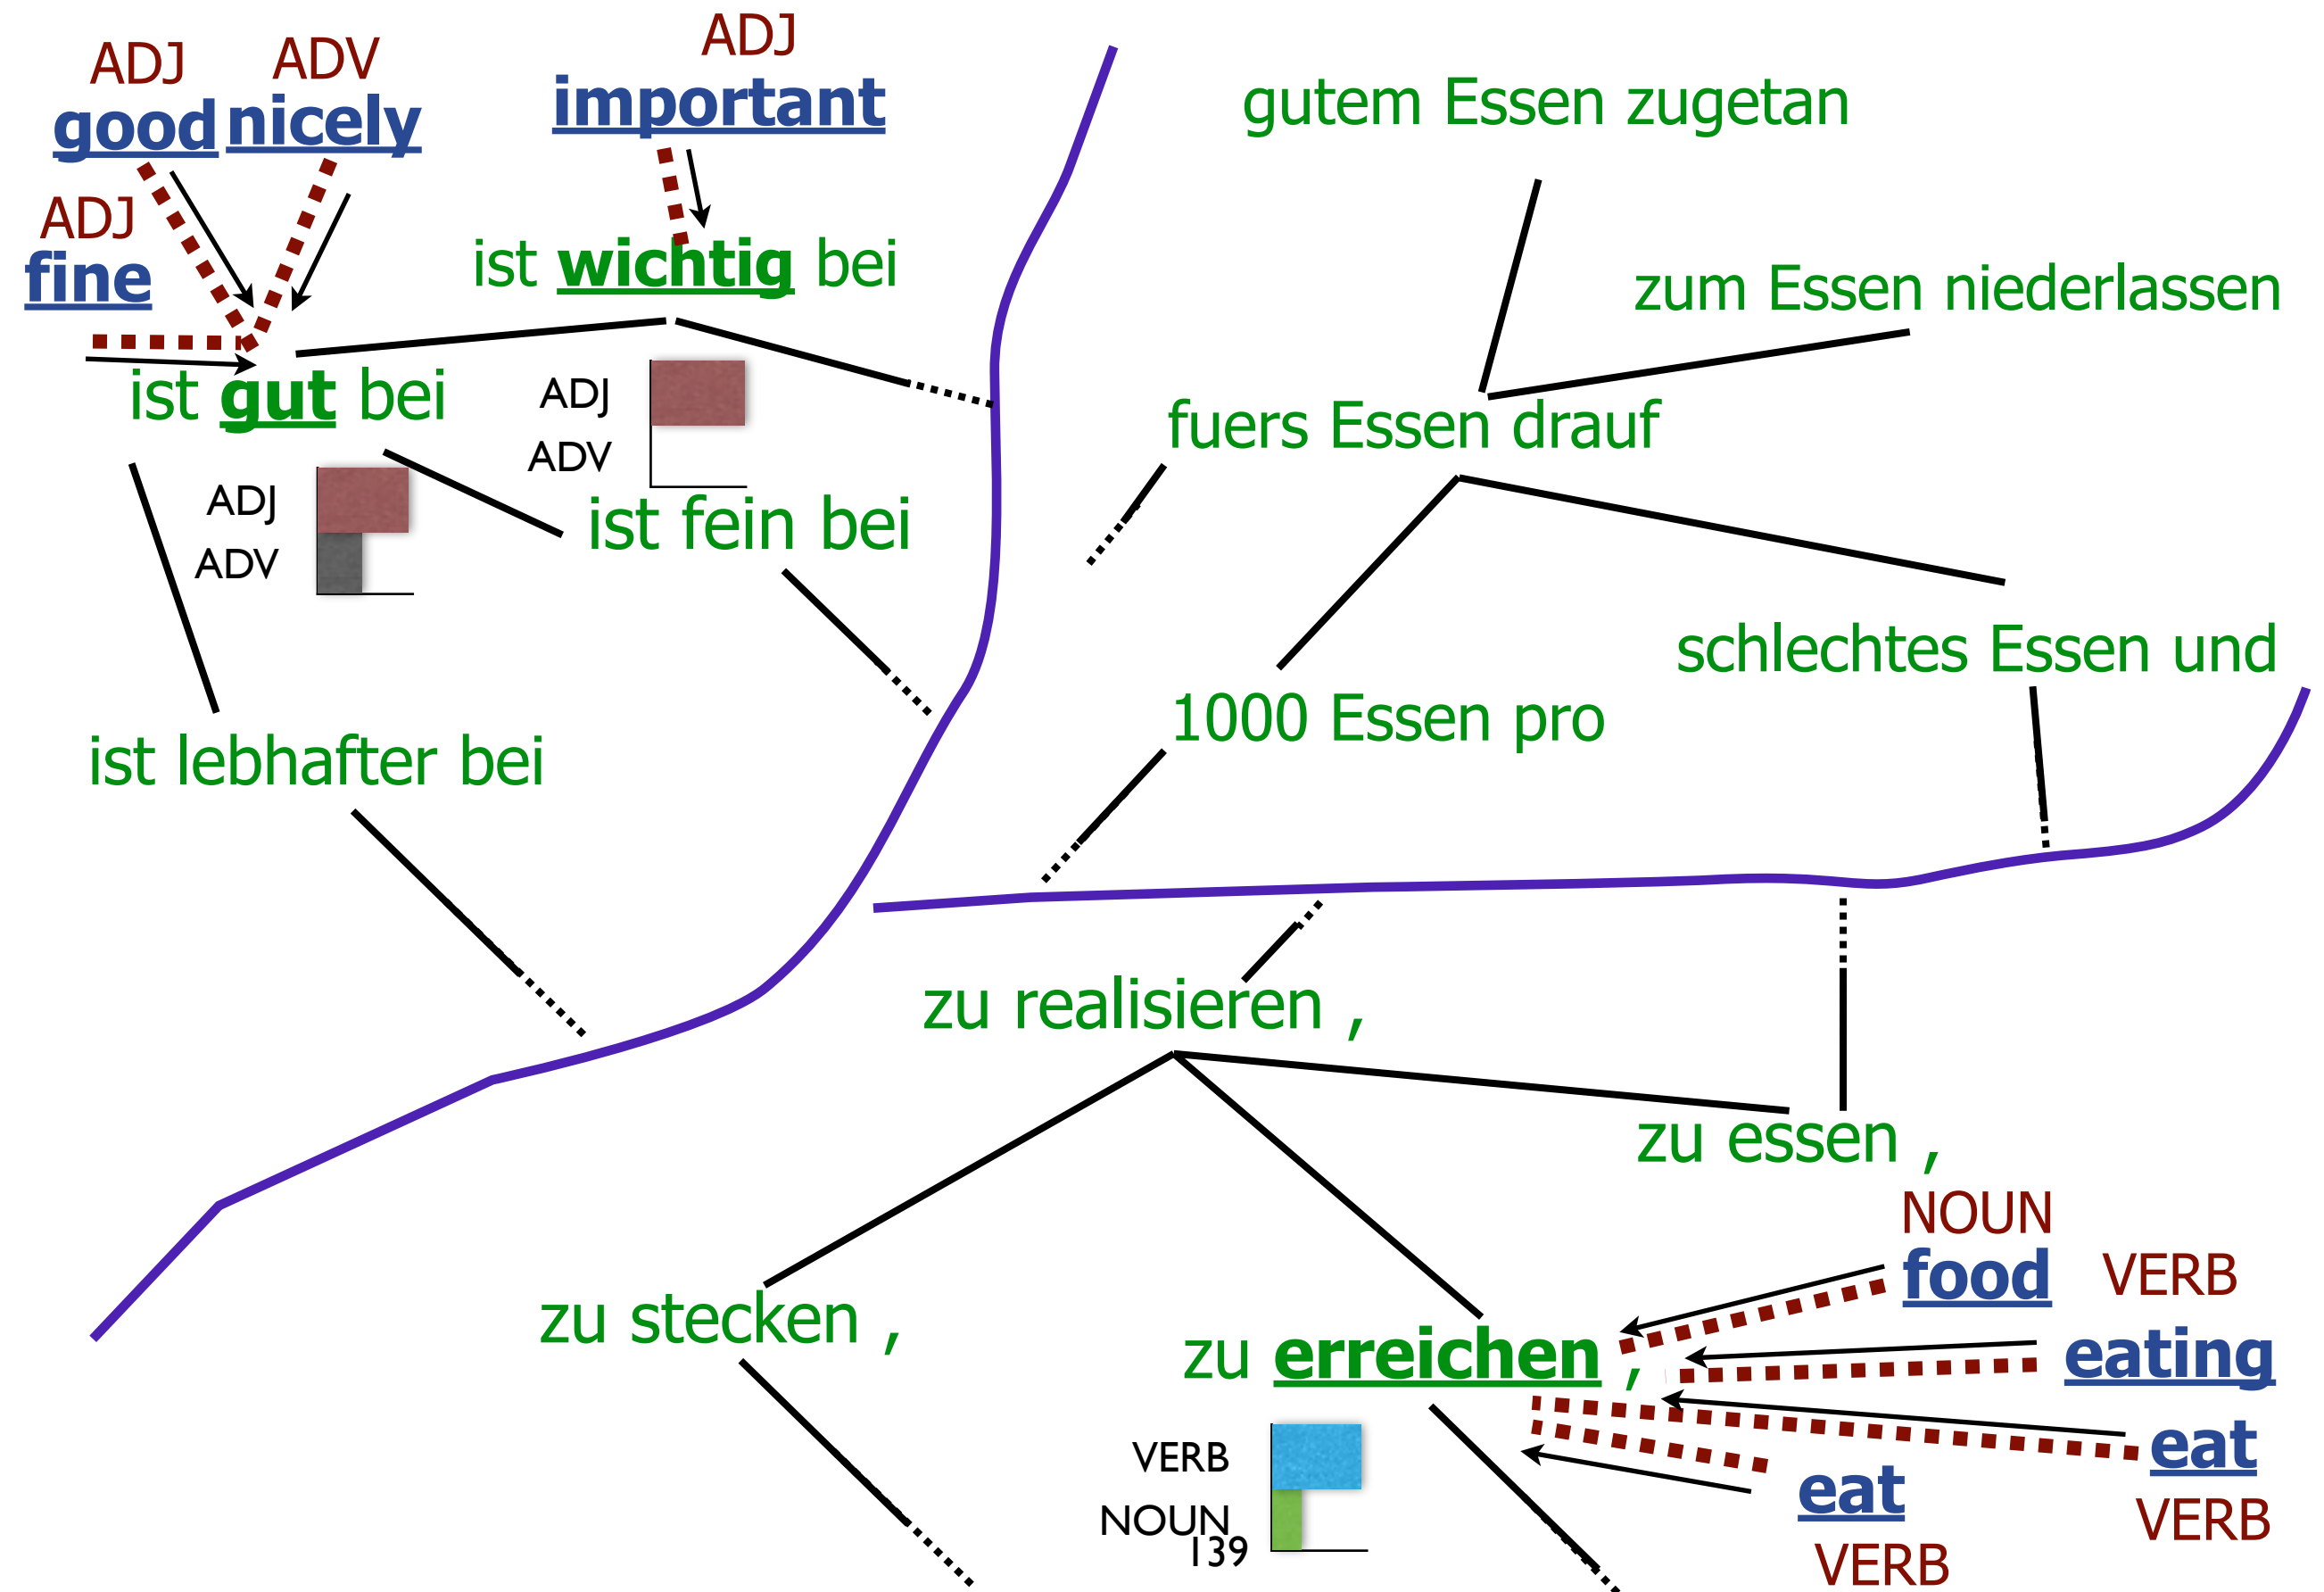 ADJ
ADV
ADJ
good nicely
important
gutem Essen zugetan
ADJ
fine
ist wichtig bei
zum Essen niederlassen
ist gut bei
ADJ
ADV
fuers Essen drauf
ADJ
ADV
ist fein bei
schlechtes Essen und
1000 Essen pro
ist lebhafter bei
zu realisieren ,
zu essen ,
NOUN
food
VERB
zu stecken ,
zu erreichen ,
eating
VERB
NOUN
139
eat
VERB
eat
VERB